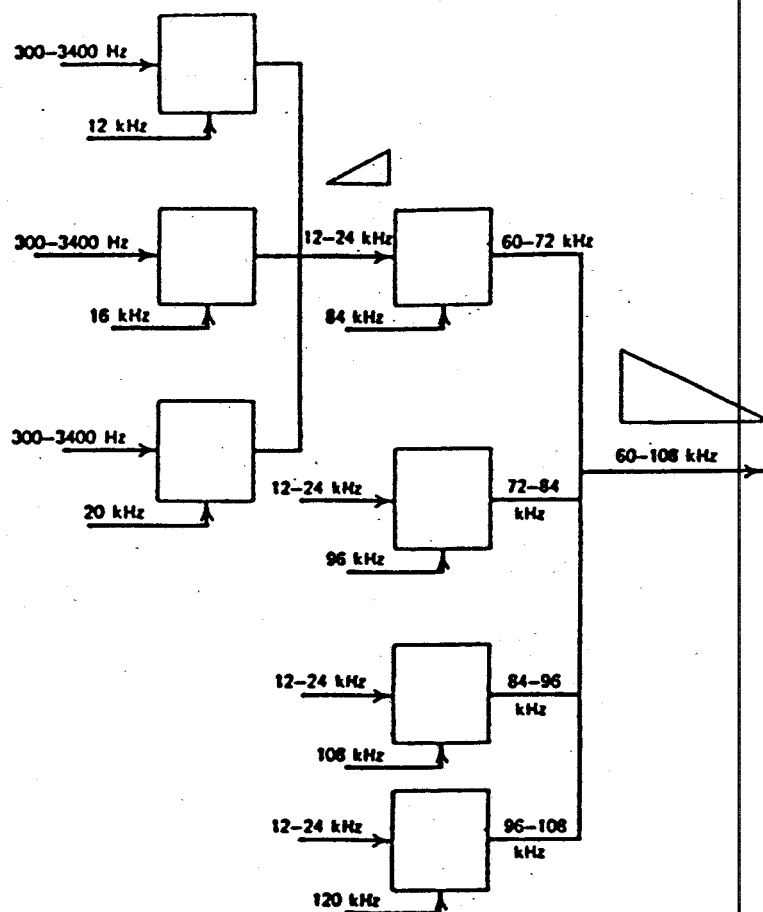 300-3400 Hz
12 kHz
300-3400 Hz
16 kHz
300-3400 Hz
20 kHz
12-24 kHz
84 kHz
60-72 kHz
12-24 kHz
96 kHz
72-84
kHz
12-24 kHz
108 kHz
84-96
kHz
12-24 kHz
120 kHz
96-108
kHz
60-108 kHz